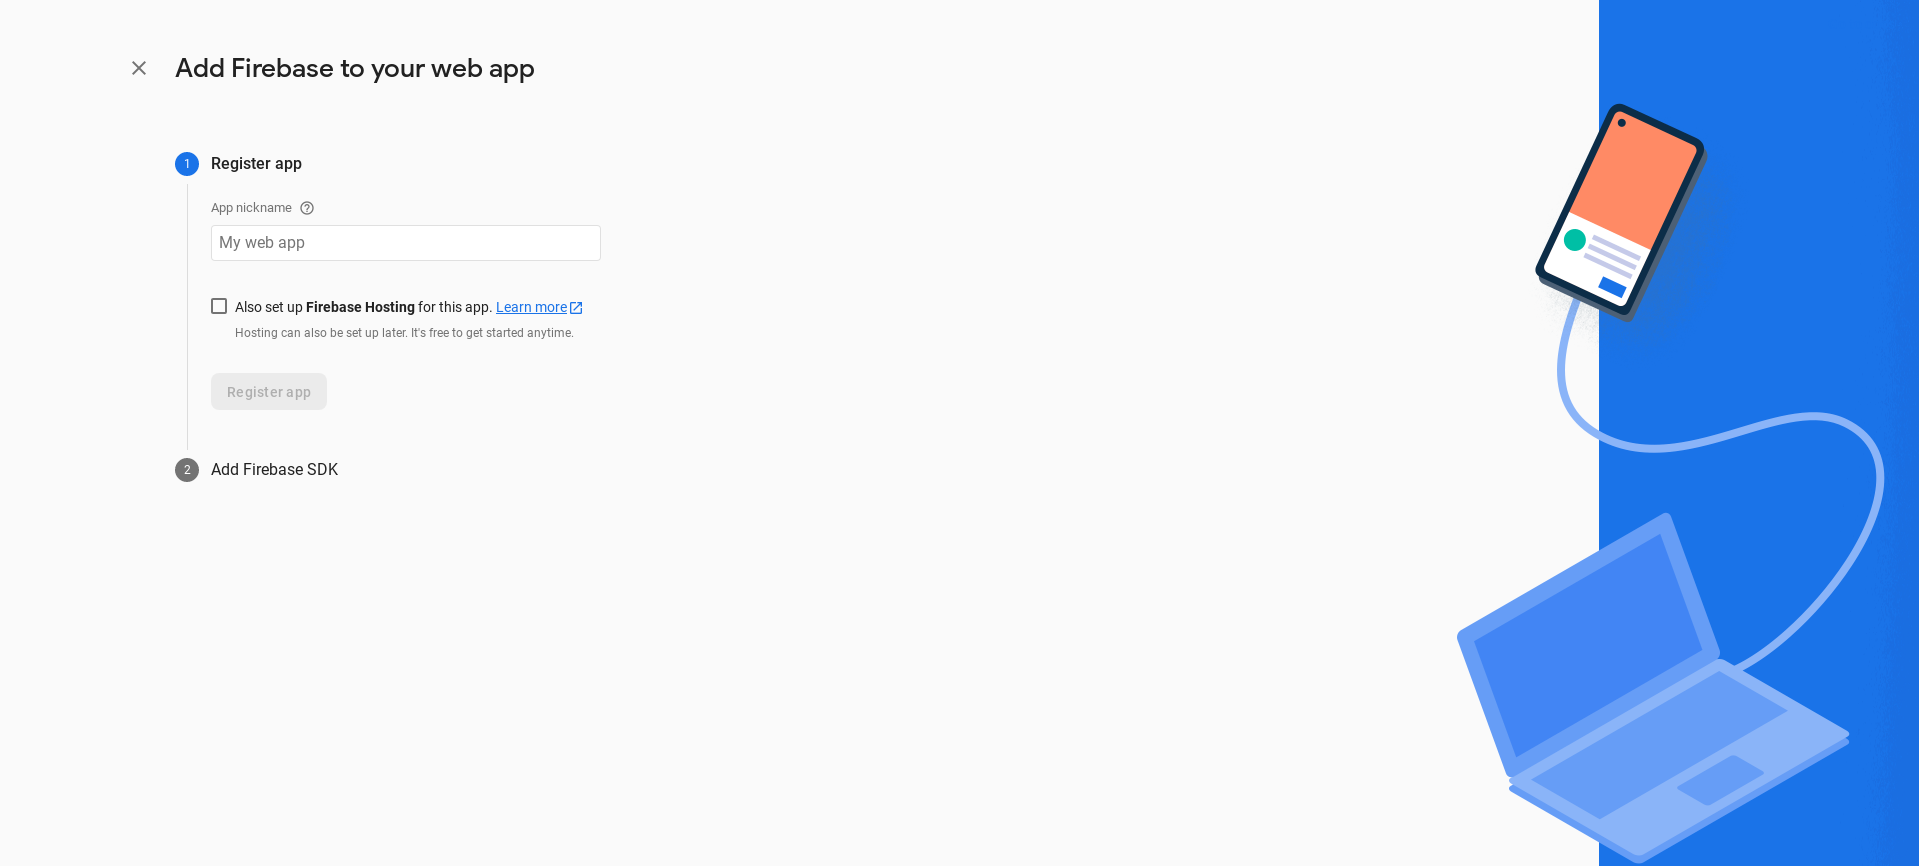 Add Firebase to your web app
1 Register app
App nickname
My web app
Also set up Firebase Hosting for this app. Learn more
Hosting can also be set up later. It's free to get started anytime.
Register app
2 Add Firebase SDK